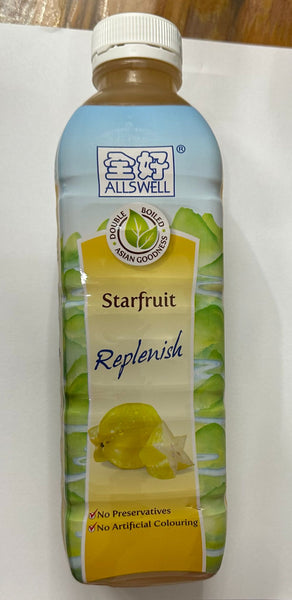 全好
®
ALLSWELL
DOUBLE BOILED
ASIAN GOODNESS
Starfruit
Replenish
No Preservatives
No Artificial Colouring